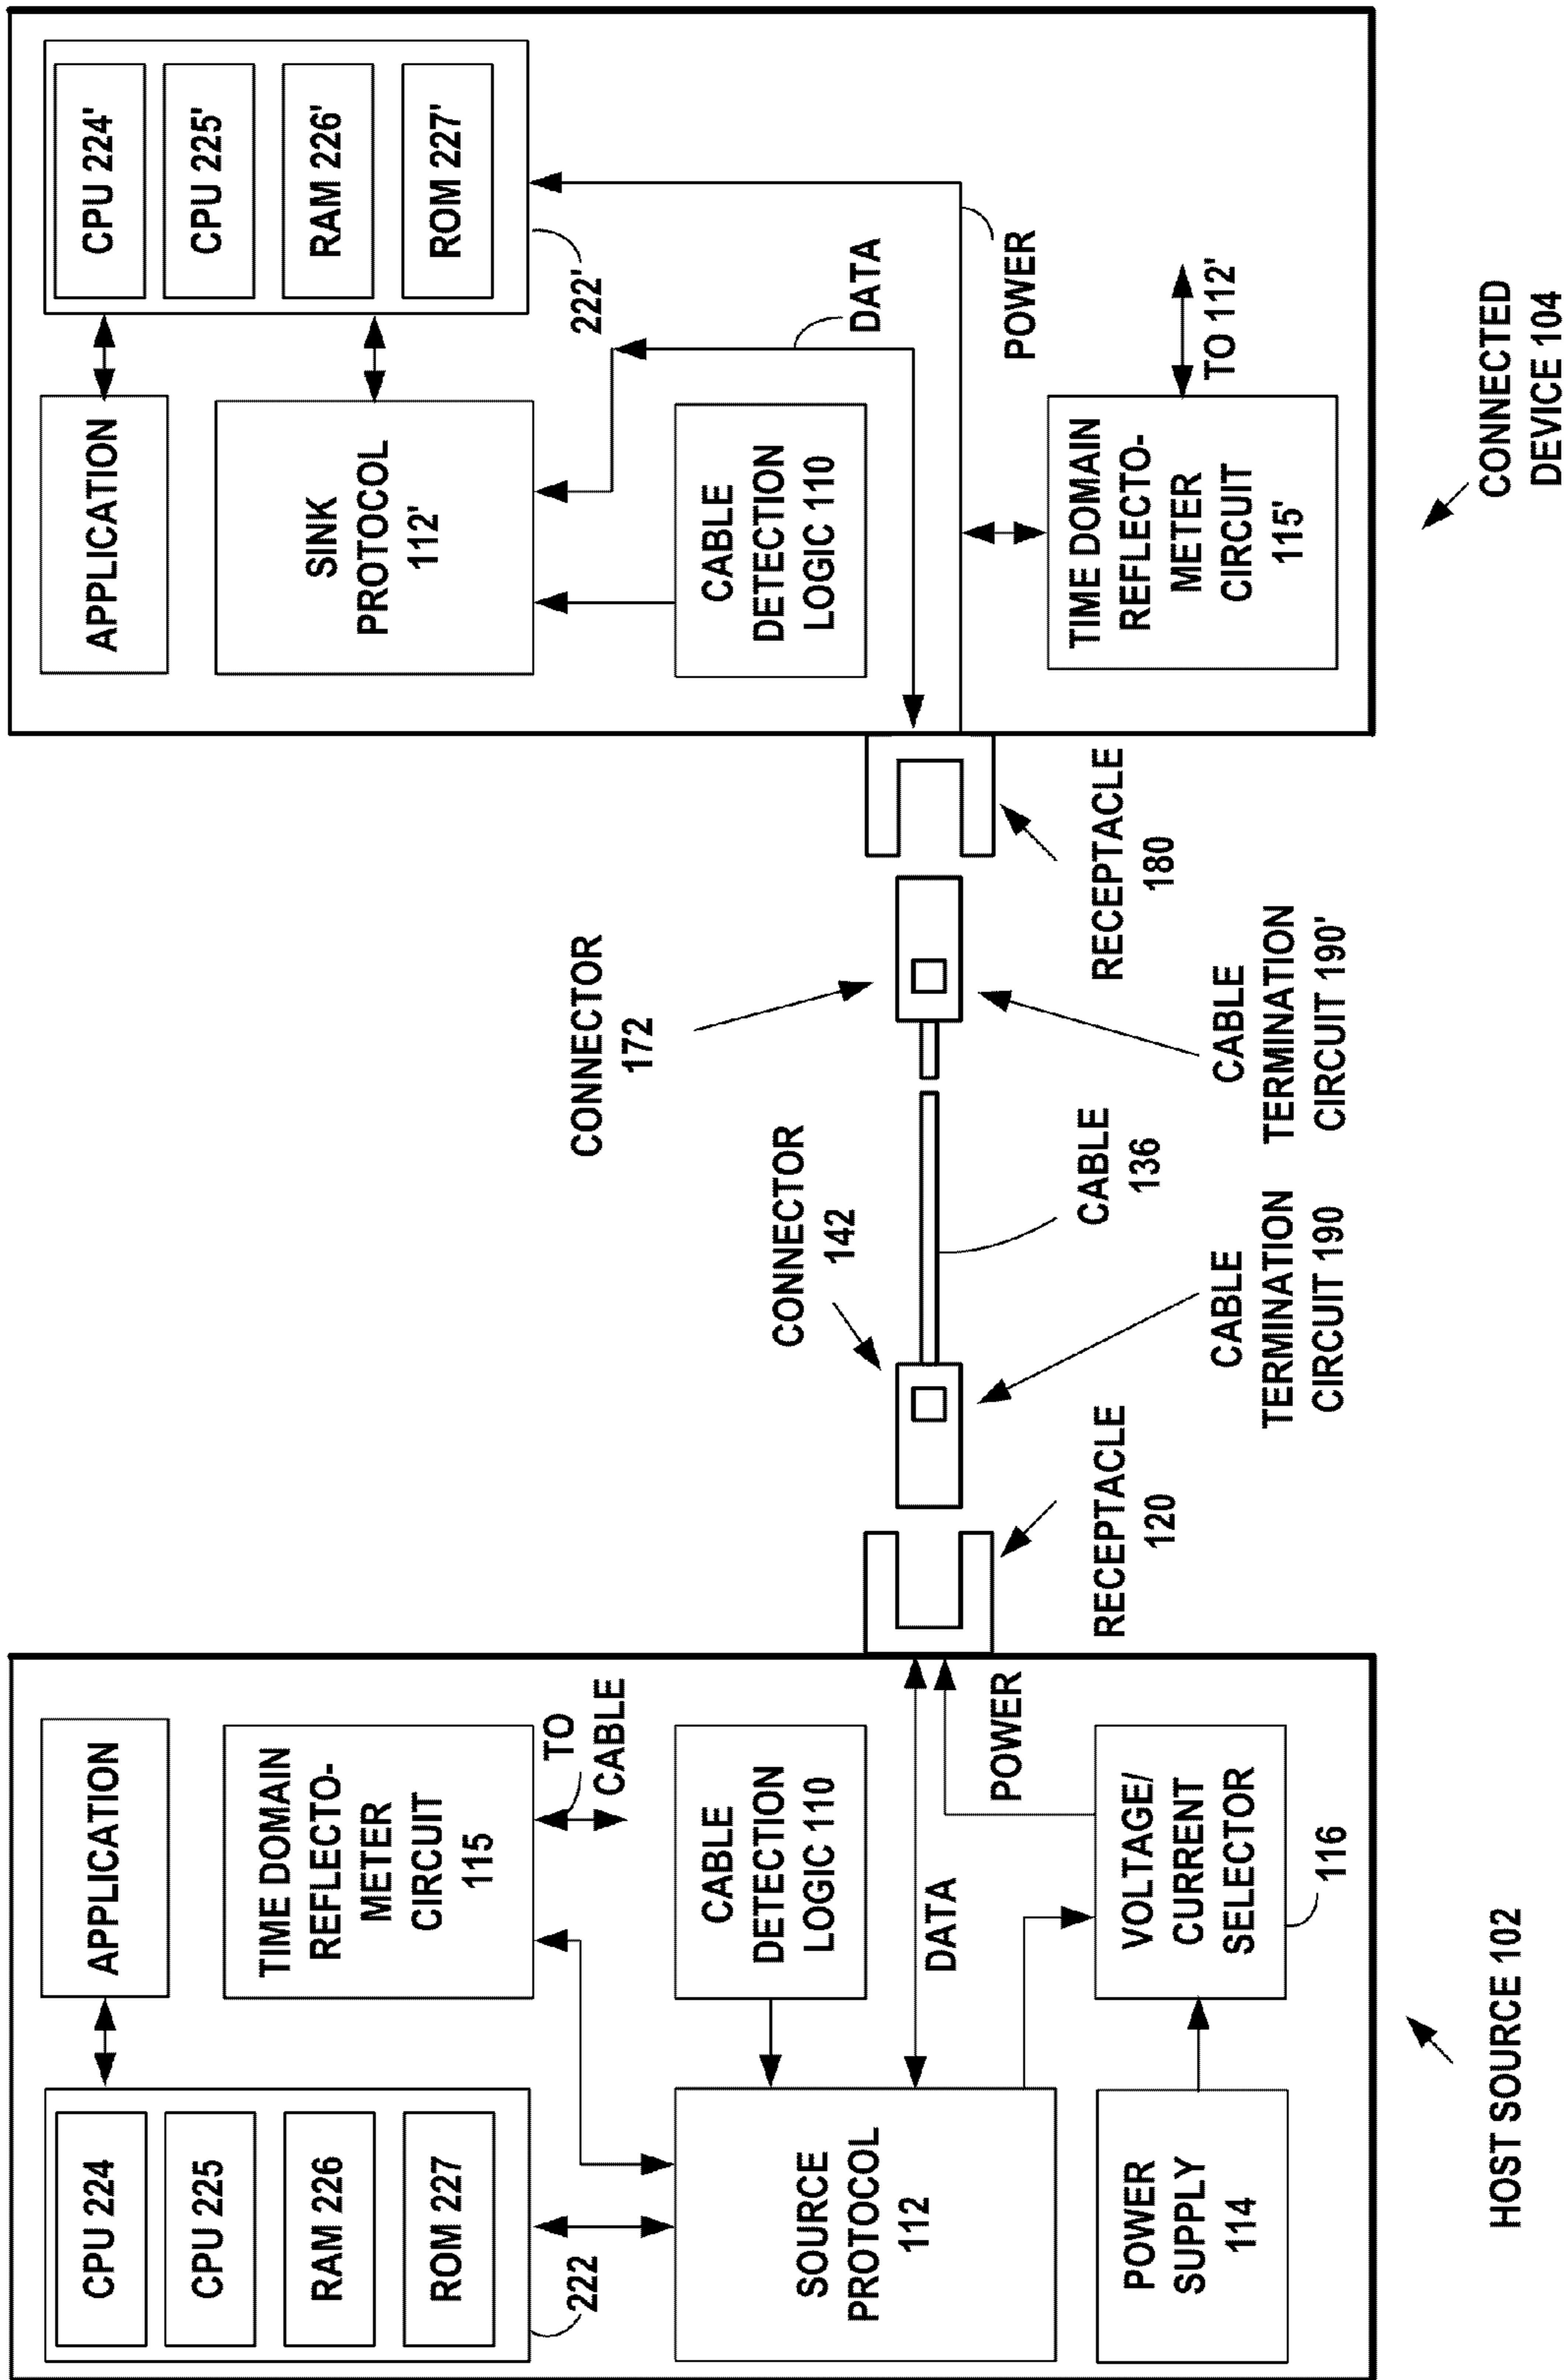 CPU 224
CPU 225
RAM 226
ROM 227
222
APPLICATION
TIME DOMAIN
REFLECTO-
METER
CIRCUIT
115
TO
CABLE
CABLE
DETECTION
LOGIC 110
SOURCE
PROTOCOL
112
DATA
POWER
POWER
SUPPLY
114
VOLTAGE/
CURRENT
SELECTOR
116
HOST SOURCE 102
RECEPTACLE
120
CONNECTOR
142
CABLE
TERMINATION
CIRCUIT 190
CABLE
136
CONNECTOR
172
CABLE
TERMINATION
CIRCUIT 190'
RECEPTACLE
180
APPLICATION
CPU 224'
CPU 225'
RAM 226'
ROM 227'
222'
SINK
PROTOCOL
112'
CABLE
DETECTION
LOGIC 110
DATA
POWER
TIME DOMAIN
REFLECTO-
METER
CIRCUIT
115'
TO 112'
CONNECTED
DEVICE 104